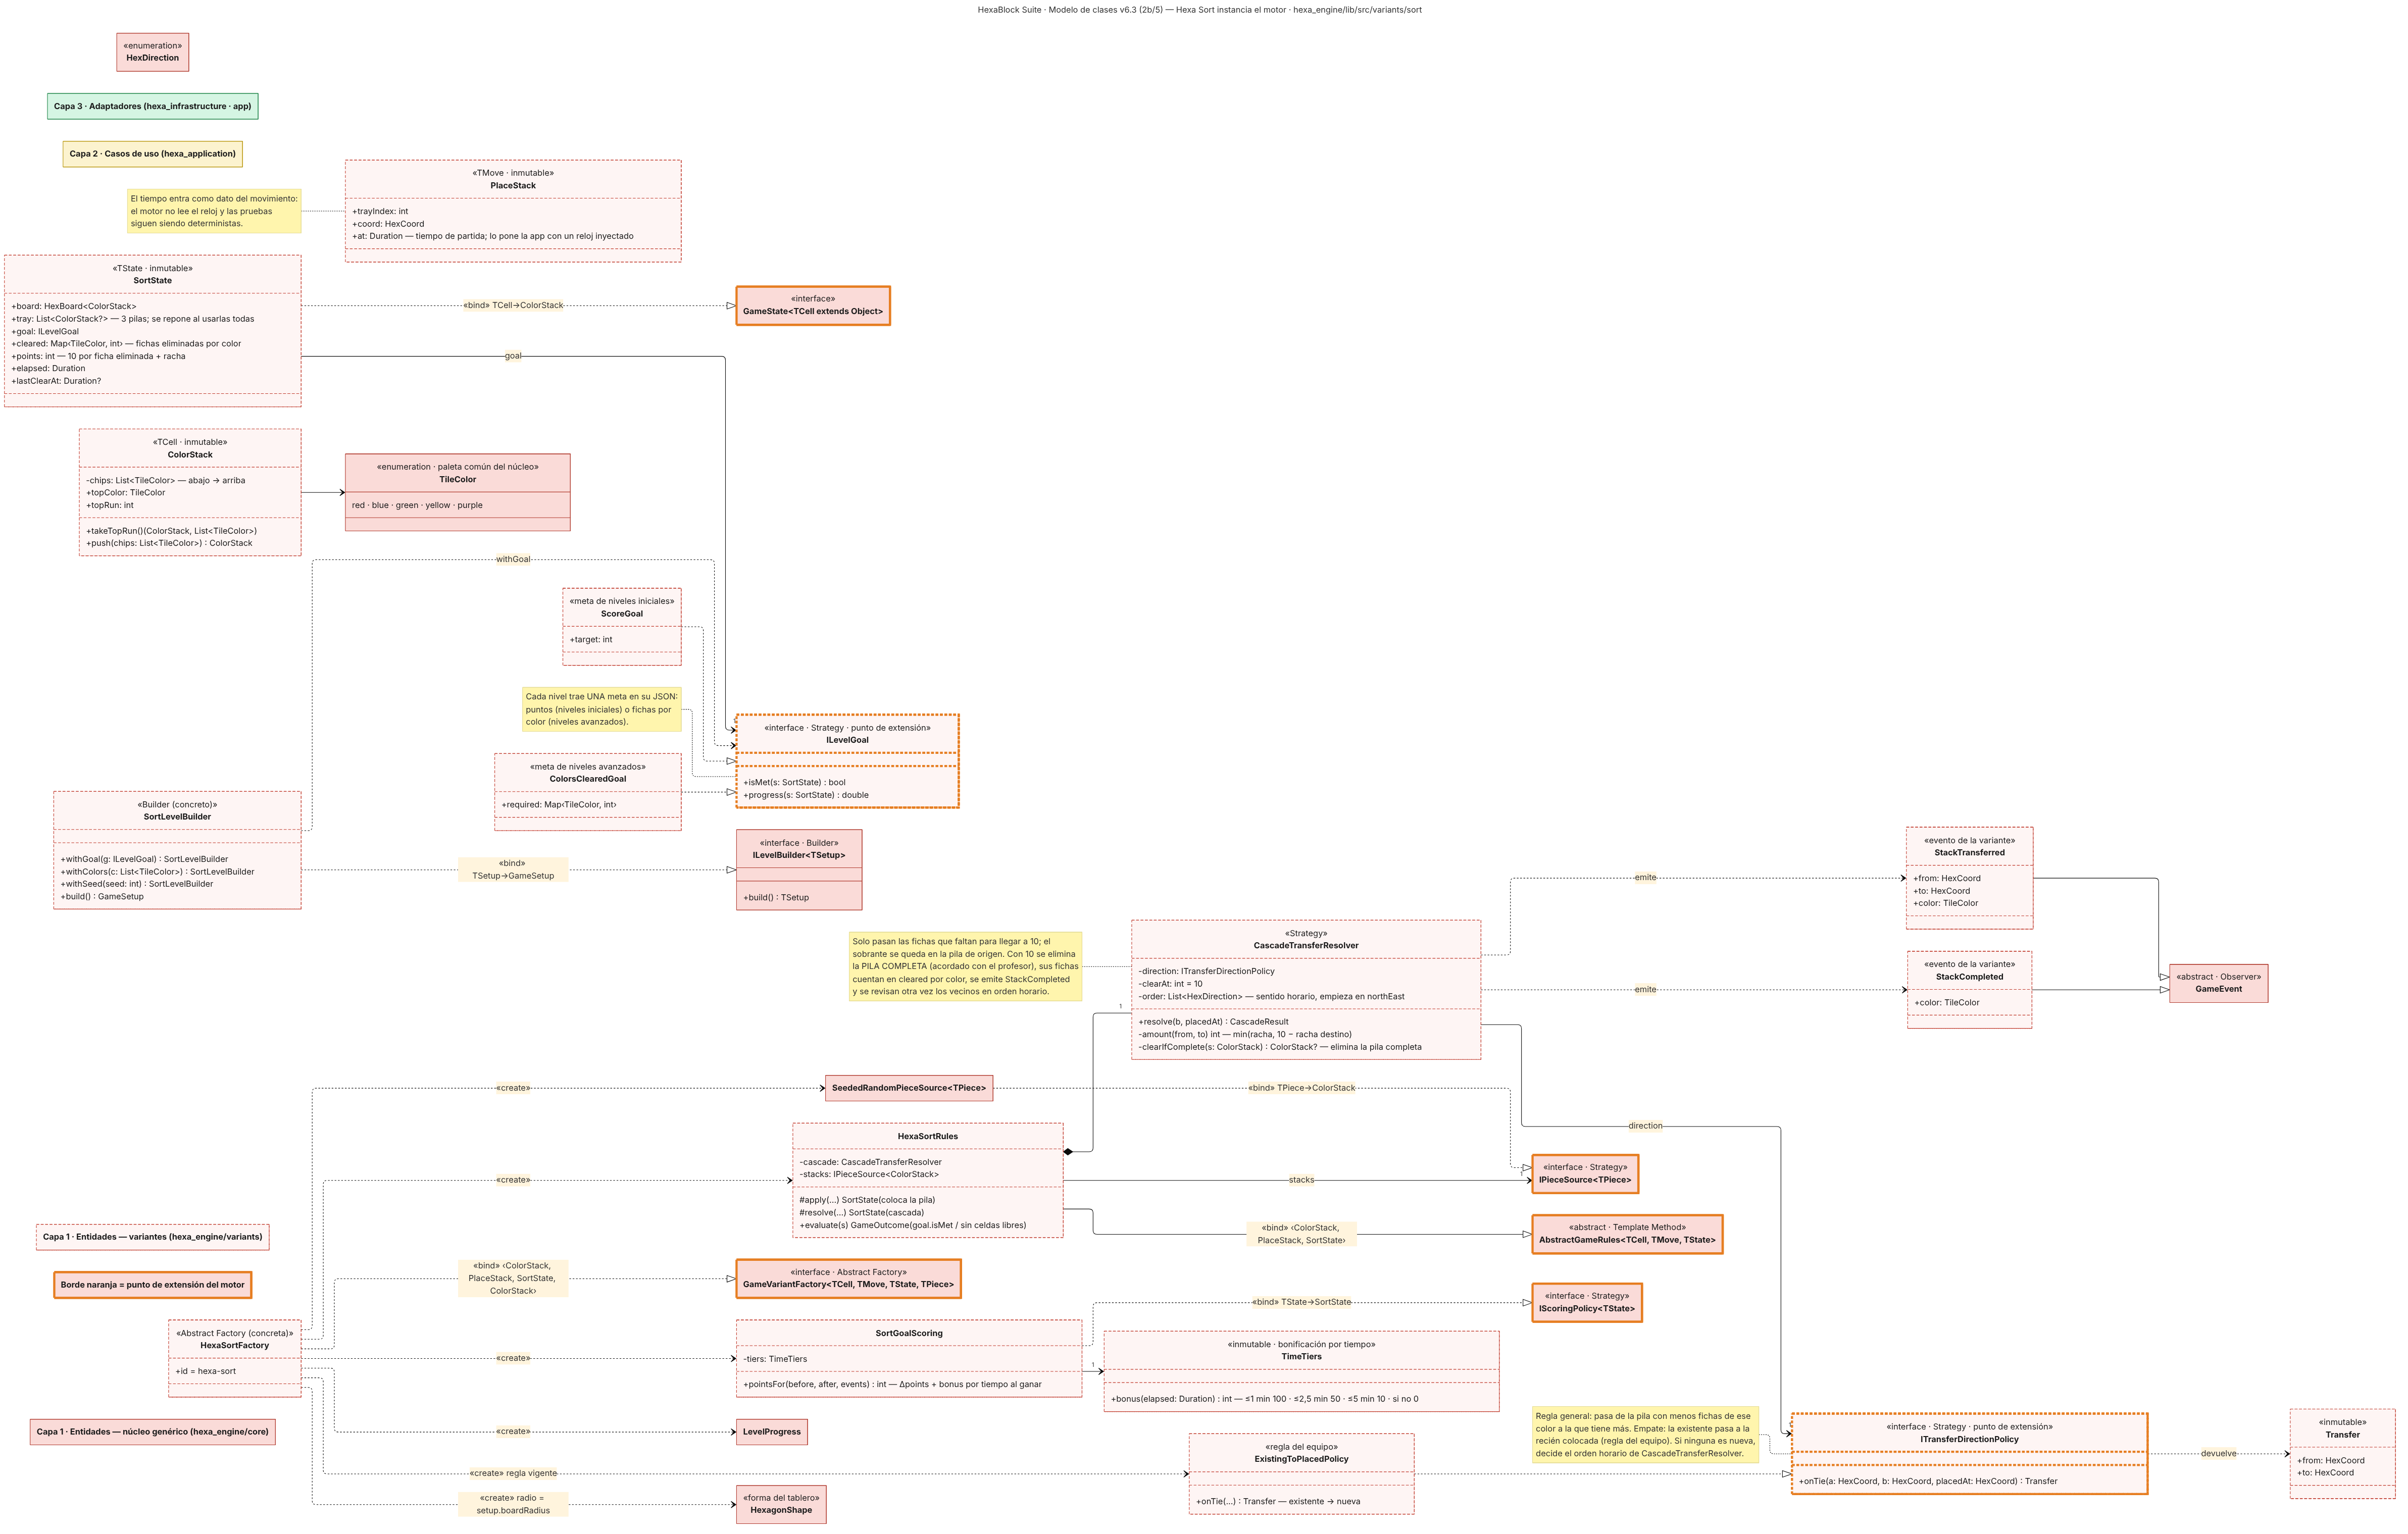 HexaBlock Suite · Modelo de clases v6.3 (2b/5) — Hexa Sort instancia el motor · hexa_engine/lib/src/variants/sort
«enumeration»
HexDirection
Capa 3 · Adaptadores (hexa_infrastructure · app)
Capa 2 · Casos de uso (hexa_application)
El tiempo entra como dato del movimiento:
el motor no lee el reloj y las pruebas
siguen siendo deterministas.
«TMove · inmutable»
PlaceStack
+trayIndex: int
+coord: HexCoord
+at: Duration — tiempo de partida; lo pone la app con un reloj inyectado
«TState · inmutable»
SortState
+board: HexBoard<ColorStack>
+tray: List<ColorStack?> — 3 pilas; se repone al usarlas todas
+goal: ILevelGoal
+cleared: Map‹TileColor, int› — fichas eliminadas por color
+points: int — 10 por ficha eliminada + racha
+elapsed: Duration
+lastClearAt: Duration?
«bind» TCell→ColorStack
«interface»
GameState<TCell extends Object>
goal
«TCell · inmutable»
ColorStack
-chips: List<TileColor> — abajo → arriba
+topColor: TileColor
+topRun: int
+takeTopRun()(ColorStack, List<TileColor>)
+push(chips: List<TileColor>) : ColorStack
«enumeration · paleta común del núcleo»
TileColor
red · blue · green · yellow · purple
withGoal
«meta de niveles iniciales»
ScoreGoal
+target: int
Cada nivel trae UNA meta en su JSON:
puntos (niveles iniciales) o fichas por
color (niveles avanzados).
«interface · Strategy · punto de extensión»
ILevelGoal
+isMet(s: SortState) : bool
+progress(s: SortState) : double
«meta de niveles avanzados»
ColorsClearedGoal
+required: Map‹TileColor, int›
«Builder (concreto)»
SortLevelBuilder
+withGoal(g: ILevelGoal) : SortLevelBuilder
+withColors(c: List<TileColor>) : SortLevelBuilder
+withSeed(seed: int) : SortLevelBuilder
+build() : GameSetup
«bind»
TSetup→GameSetup
«interface · Builder»
ILevelBuilder<TSetup>
+build() : TSetup
Solo pasan las fichas que faltan para llegar a 10; el
sobrante se queda en la pila de origen. Con 10 se elimina
la PILA COMPLETA (acordado con el profesor), sus fichas
cuentan en cleared por color, se emite StackCompleted
y se revisan otra vez los vecinos en orden horario.
«Strategy»
CascadeTransferResolver
-direction: ITransferDirectionPolicy
-clearAt: int = 10
-order: List<HexDirection> — sentido horario, empieza en northEast
+resolve(b, placedAt) : CascadeResult
-amount(from, to) int — min(racha, 10 − racha destino)
-clearIfComplete(s: ColorStack) : ColorStack? — elimina la pila completa
emite
«evento de la variante»
StackTransferred
+from: HexCoord
+to: HexCoord
+color: TileColor
emite
«evento de la variante»
StackCompleted
+color: TileColor
«abstract · Observer»
GameEvent
1
«create»
SeededRandomPieceSource<TPiece>
«bind» TPiece→ColorStack
direction
HexaSortRules
-cascade: CascadeTransferResolver
-stacks: IPieceSource<ColorStack>
#apply(...) SortState(coloca la pila)
#resolve(...) SortState(cascada)
+evaluate(s) GameOutcome(goal.isMet / sin celdas libres)
«create»
stacks
1
«interface · Strategy»
IPieceSource<TPiece>
«bind» ‹ColorStack,
PlaceStack, SortState›
«abstract · Template Method»
AbstractGameRules<TCell, TMove, TState>
Capa 1 · Entidades — variantes (hexa_engine/variants)
Borde naranja = punto de extensión del motor
«bind» ‹ColorStack,
PlaceStack, SortState,
ColorStack›
«interface · Abstract Factory»
GameVariantFactory<TCell, TMove, TState, TPiece>
«bind» TState→SortState
«interface · Strategy»
IScoringPolicy<TState>
«Abstract Factory (concreta)»
HexaSortFactory
+id = hexa-sort
«create»
SortGoalScoring
-tiers: TimeTiers
+pointsFor(before, after, events) : int — Δpoints + bonus por tiempo al ganar
1
«inmutable · bonificación por tiempo»
TimeTiers
+bonus(elapsed: Duration) : int — ≤1 min 100 · ≤2,5 min 50 · ≤5 min 10 · si no 0
Capa 1 · Entidades — núcleo genérico (hexa_engine/core)
«create»
LevelProgress
«create» regla vigente
«regla del equipo»
ExistingToPlacedPolicy
+onTie(...) : Transfer — existente → nueva
Regla general: pasa de la pila con menos fichas de ese
color a la que tiene más. Empate: la existente pasa a la
recién colocada (regla del equipo). Si ninguna es nueva,
decide el orden horario de CascadeTransferResolver.
«interface · Strategy · punto de extensión»
ITransferDirectionPolicy
+onTie(a: HexCoord, b: HexCoord, placedAt: HexCoord) : Transfer
devuelve
«inmutable»
Transfer
+from: HexCoord
+to: HexCoord
«create» radio =
setup.boardRadius
«forma del tablero»
HexagonShape